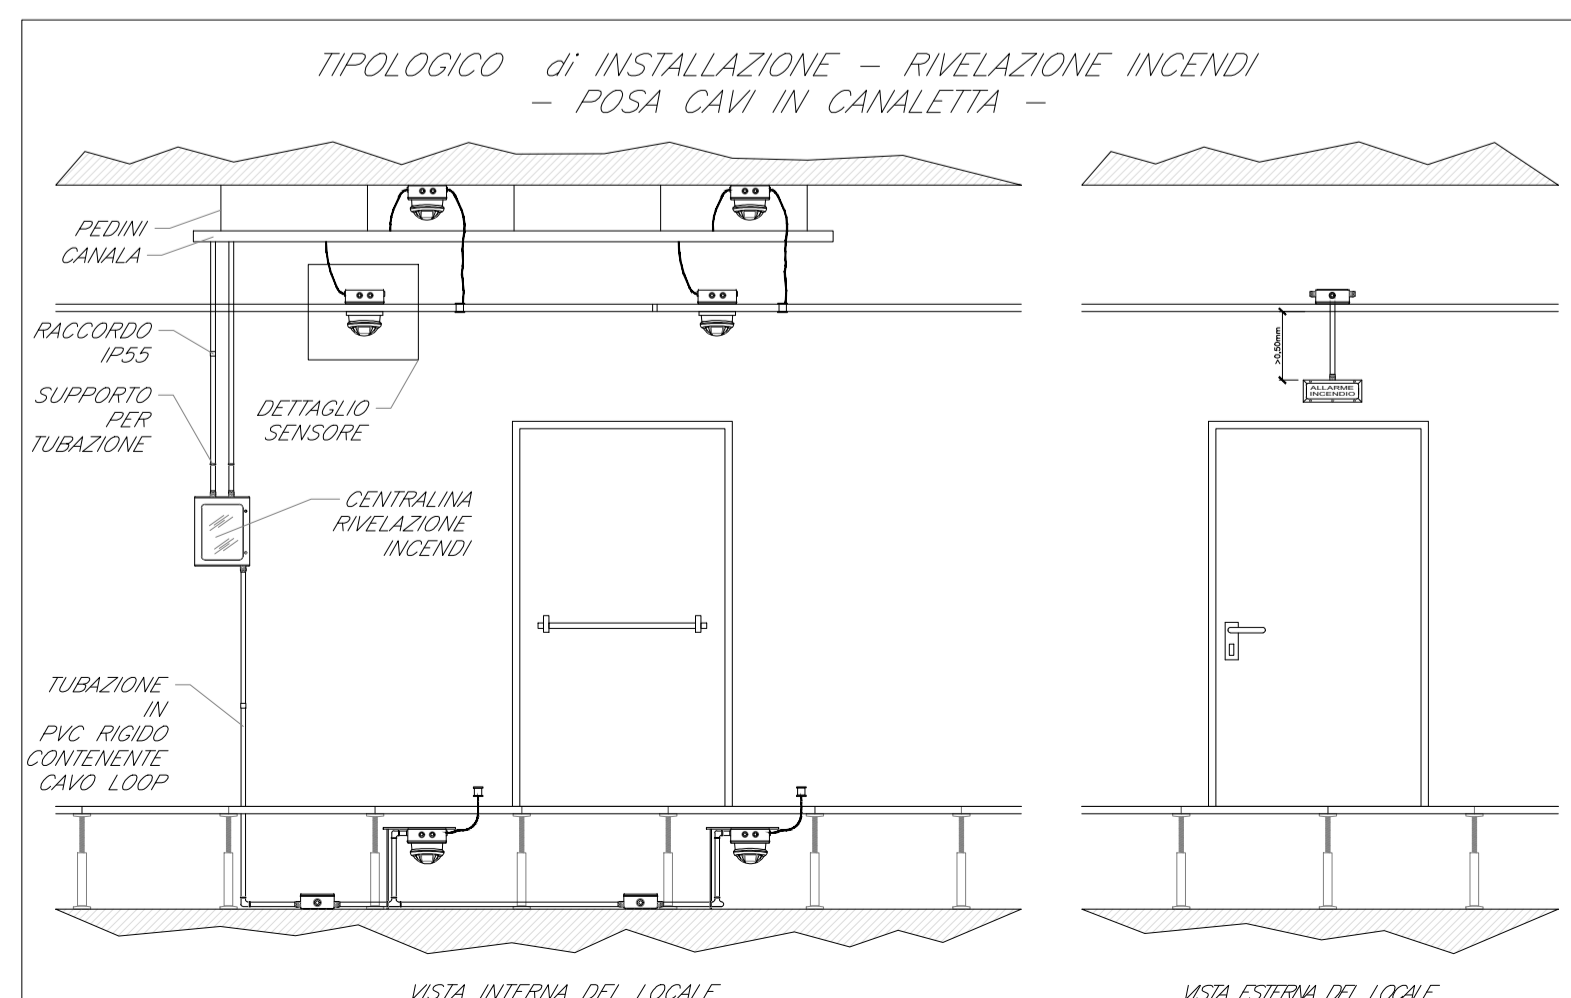 TIPOLOGICO di INSTALLAZIONE – RIVELAZIONE INCENDI
– POSA CAVI IN CANALETTA –
PEDINI
CANALA
RACCORDO
IP55
SUPPORTO
PER
TUBAZIONE
DETTAGLIO
SENSORE
CENTRALINA
RIVELAZIONE
INCENDI
TUBAZIONE
IN
PVC RIGIDO
CONTENENTE
CAVO LOOP
>0,50mm
ALLARME
INCENDIO
VISTA INTERNA DEL LOCALE
VISTA ESTERNA DEL LOCALE